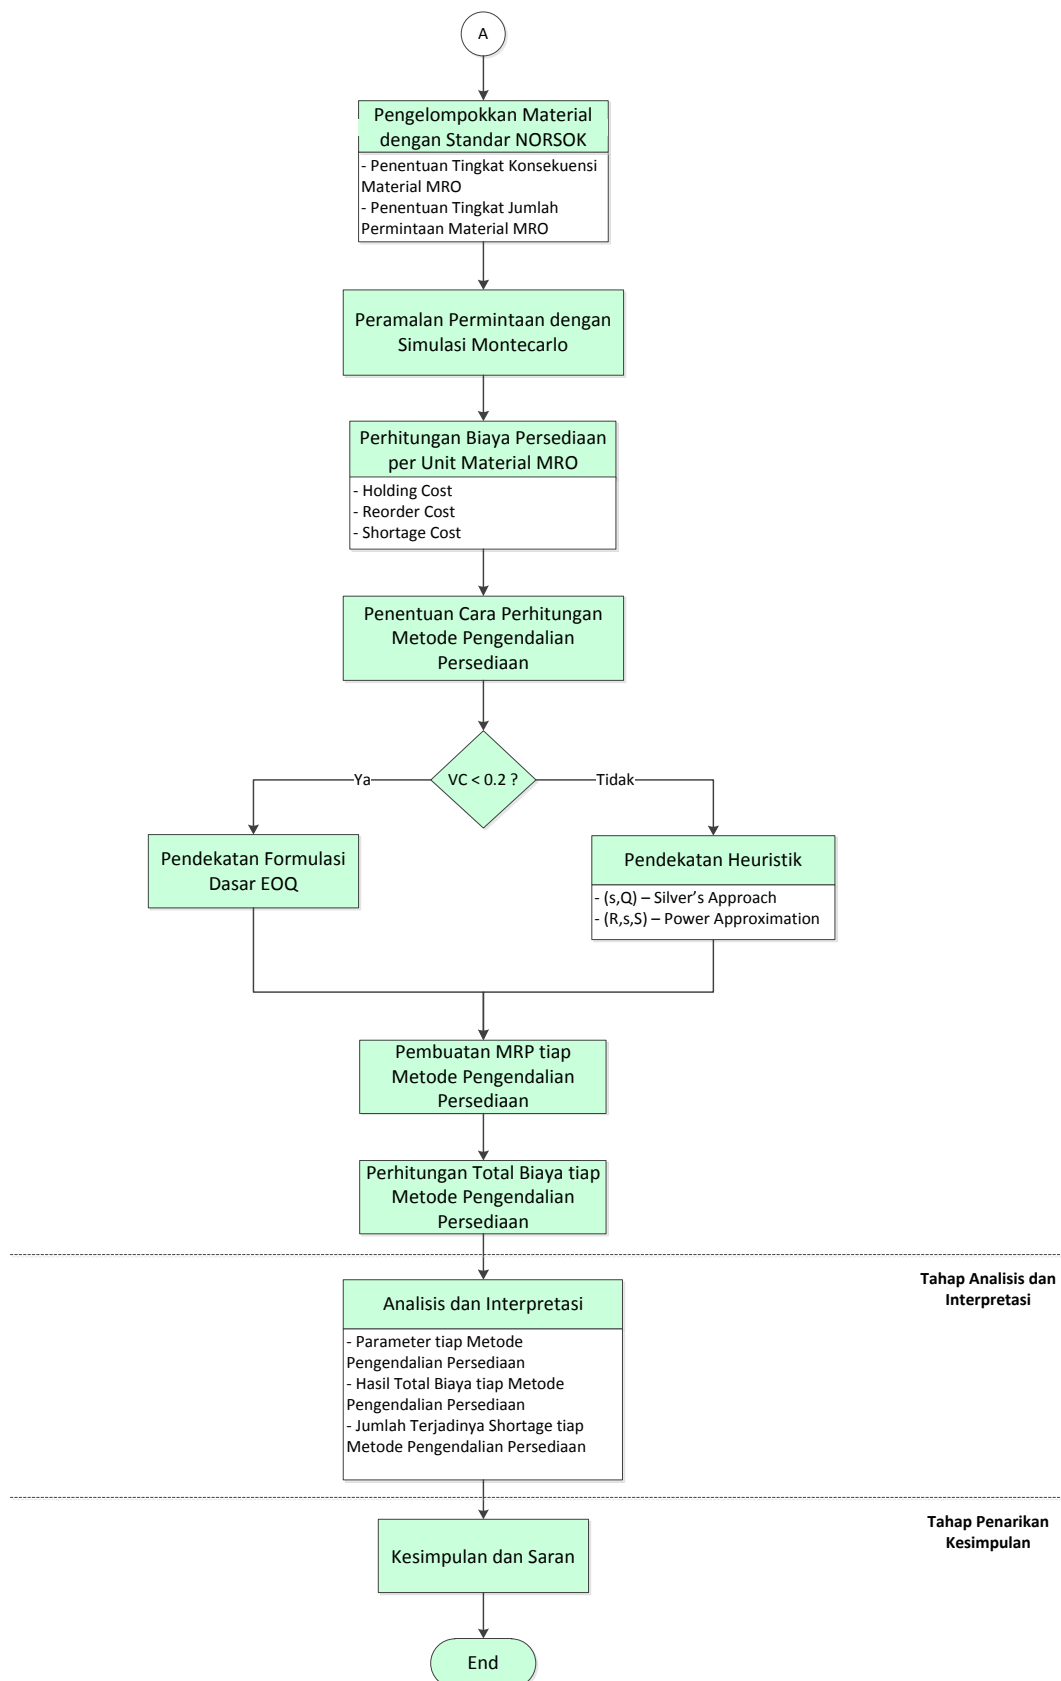 A
Pengelompokkan Material
dengan Standar NORSOK
- Penentuan Tingkat Konsekuensi
Material MRO
- Penentuan Tingkat Jumlah
Permintaan Material MRO
Peramalan Permintaan dengan
Simulasi Montecarlo
Perhitungan Biaya Persediaan
per Unit Material MRO
- Holding Cost
- Reorder Cost
- Shortage Cost
Penentuan Cara Perhitungan
Metode Pengendalian
Persediaan
VC < 0.2 ?
Ya
Tidak
Pendekatan Formulasi
Dasar EOQ
Pendekatan Heuristik
- (s,Q) – Silver’s Approach
- (R,s,S) – Power Approximation
Pembuatan MRP tiap
Metode Pengendalian
Persediaan
Perhitungan Total Biaya tiap
Metode Pengendalian
Persediaan
Tahap Analisis dan
Interpretasi
Analisis dan Interpretasi
- Parameter tiap Metode
Pengendalian Persediaan
- Hasil Total Biaya tiap Metode
Pengendalian Persediaan
- Jumlah Terjadinya Shortage tiap
Metode Pengendalian Persediaan
Tahap Penarikan
Kesimpulan
Kesimpulan dan Saran
End